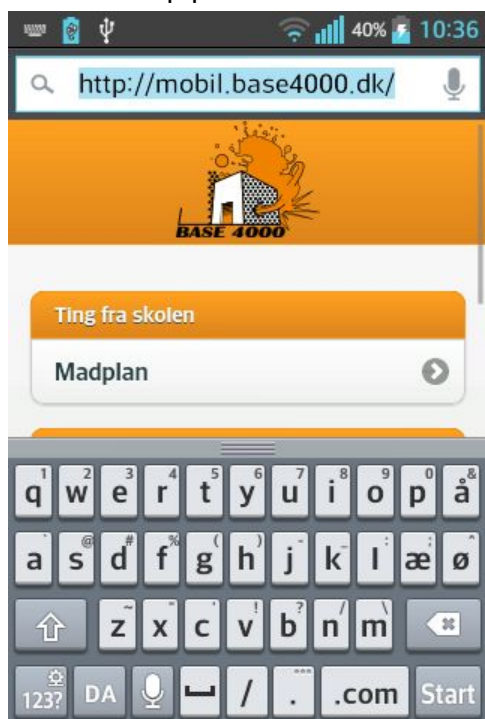 40% 10:36
http://mobil.base4000.dk/
BASE 4000
Ting fra skolen
Madplan
1 2 3 4 5 6 7 8 9 0 &
q w e r t y u i o p å
@ # % ( ) - _ : ; ^
a s d f g h j k l æ ø
~ " ' ! ? / \
z x c v b n m
123? DA / . .com Start